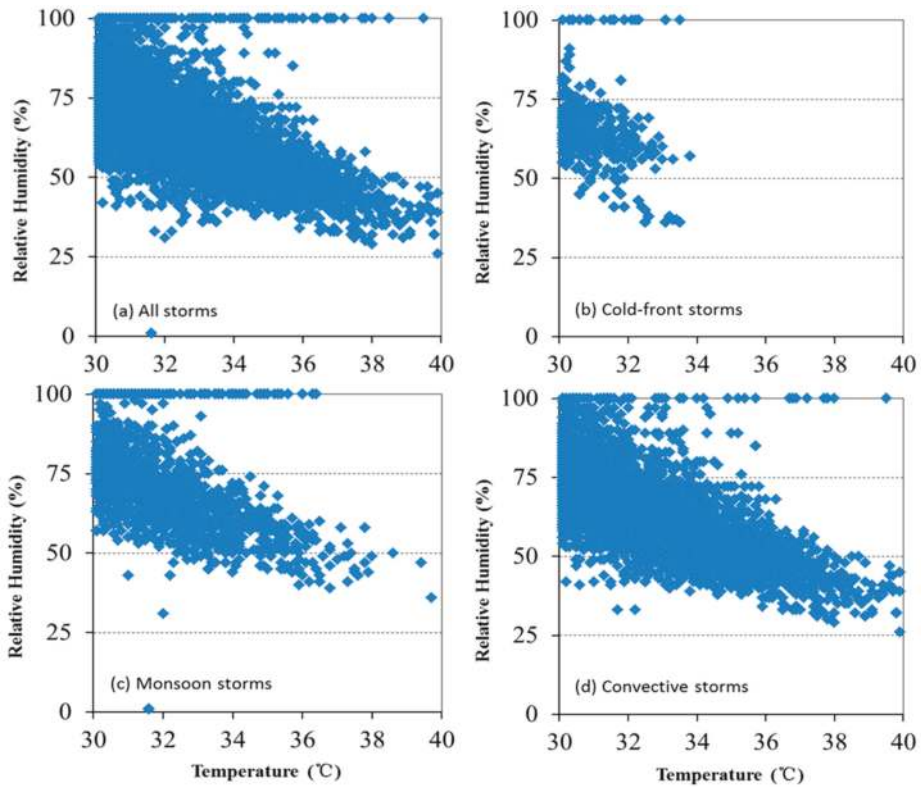 100
75
50
25
0
Relative Humidity (%)
(a) All storms
30 32 34 36 38 40
100
75
50
25
0
Relative Humidity (%)
(b) Cold-front storms
30 32 34 36 38 40
100
75
50
25
0
Relative Humidity (%)
(c) Monsoon storms
30 32 34 36 38 40
Temperature (℃)
100
75
50
25
0
Relative Humidity (%)
(d) Convective storms
30 32 34 36 38 40
Temperature (℃)